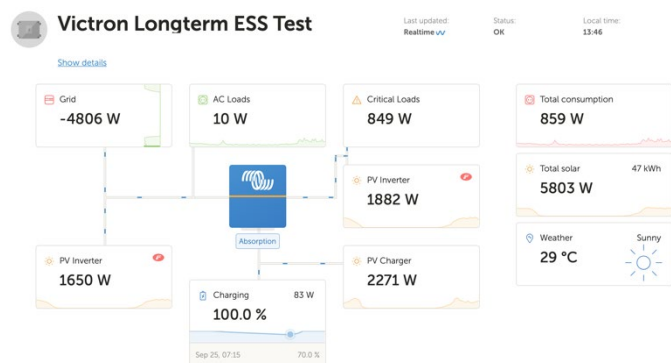 Victron Longterm ESS Test
Last updated:
Realtime
Status:
OK
Local time:
13:46
Show details
Grid
-4806 W
AC Loads
10 W
Critical Loads
849 W
Total consumption
859 W
PV Inverter
1882 W
Total solar
47 kWh
5803 W
Absorption
Weather
Sunny
29 °C
PV Inverter
1650 W
PV Charger
2271 W
Charging
83 W
100.0 %
Sep 25, 07:15
70.0 %